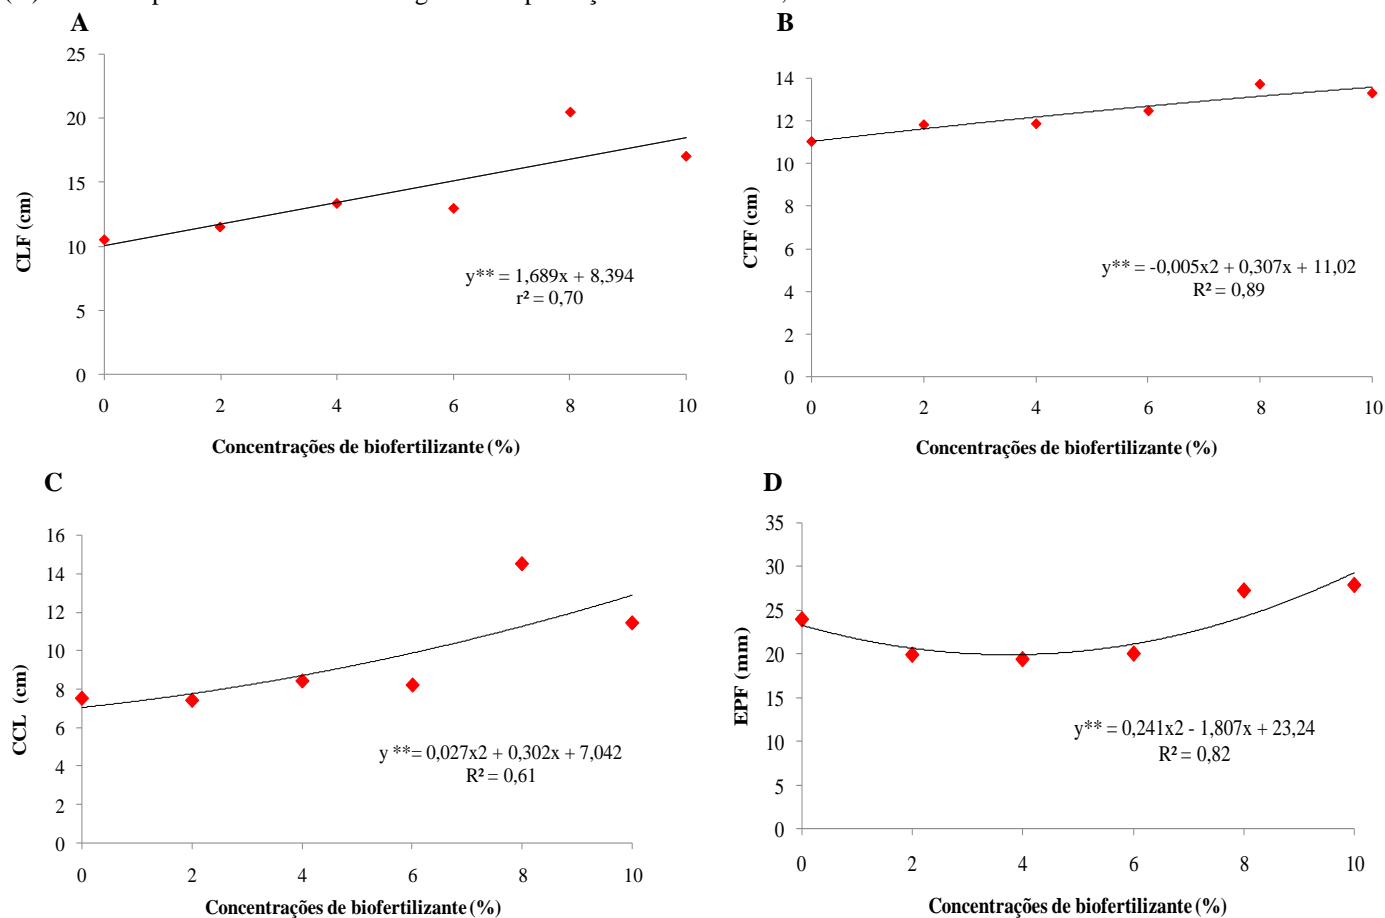 A
25
20
15
10
5
0
CLF (cm)
y** = 1,689x + 8,394
r² = 0,70
0 2 4 6 8 10
Concentrações de biofertilizante (%)
B
14
12
10
8
6
4
2
0
CTF (cm)
y** = -0,005x2 + 0,307x + 11,02
R² = 0,89
0 2 4 6 8 10
Concentrações de biofertilizante (%)
C
16
14
12
10
8
6
4
2
0
CCL (cm)
y **= 0,027x2 + 0,302x + 7,042
R² = 0,61
0 2 4 6 8 10
Concentrações de biofertilizante (%)
D
35
30
25
20
15
10
5
0
EPF (mm)
y** = 0,241x2 - 1,807x + 23,24
R² = 0,82
0 2 4 6 8 10
Concentrações de biofertilizante (%)